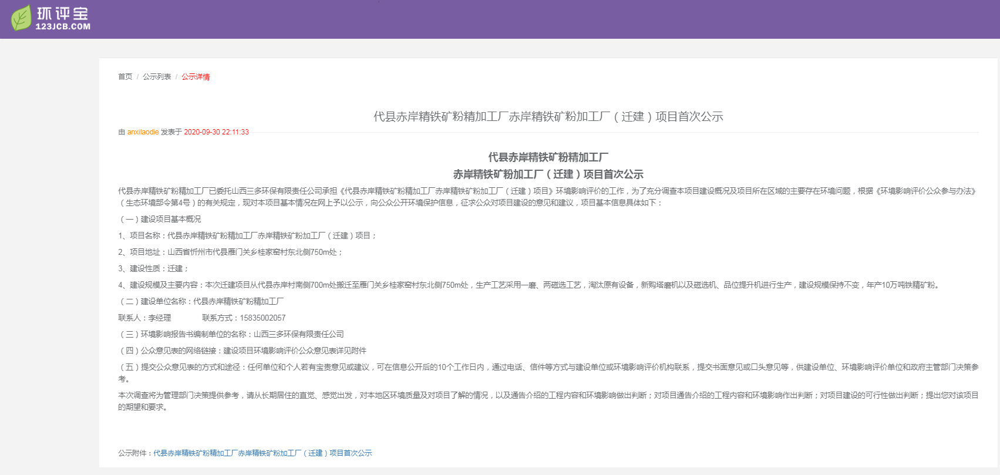 环评宝
123JCB.COM
首页 / 公示列表 / 公示详情
代县赤岸精铁矿粉精加工厂赤岸精铁矿粉加工厂（迁建）项目首次公示
由 anxilaodie 发表于 2020-09-30 22:11:33
代县赤岸精铁矿粉精加工厂
赤岸精铁矿粉加工厂（迁建）项目首次公示
代县赤岸精铁矿粉精加工厂已委托山西三多环保有限责任公司承担《代县赤岸精铁矿粉精加工厂赤岸精铁矿粉加工厂（迁建）项目》环境影响评价的工作，为了充分调查本项目建设概况及项目所在区域的主要存在环境问题，根据《环境影响评价公众参与办法》
（生态环境部令第4号）的有关规定，现对本项目基本情况在网上予以公示，向公众公开环境保护信息，征求公众对项目建设的意见和建议，项目基本信息具体如下：
（一）建设项目基本概况
1、项目名称：代县赤岸精铁矿粉精加工厂赤岸精铁矿粉加工厂（迁建）项目；
2、项目地址：山西省忻州市代县雁门关乡桂家窑村东北侧750m处；
3、建设性质：迁建；
4、建设规模及主要内容：本次迁建项目从代县赤岸村南侧700m处搬迁至雁门关乡桂家窑村东北侧750m处，生产工艺采用一磨、两磁选工艺，淘汰原有设备，新购塔磨机以及磁选机、品位提升机进行生产，建设规模保持不变，年产10万吨铁精矿粉。
（二）建设单位名称：代县赤岸精铁矿粉精加工厂
联系人：李经理 联系方式：15835002057
（三）环境影响报告书编制单位的名称：山西三多环保有限责任公司
（四）公众意见表的网络链接：建设项目环境影响评价公众意见表详见附件
（五）提交公众意见表的方式和途径：任何单位和个人若有宝贵意见或建议，可在信息公开后的10个工作日内，通过电话、信件等方式与建设单位或环境影响评价机构联系，提交书面意见或口头意见等，供建设单位、环境影响评价单位和政府主管部门决策参
考。
本次调查将为管理部门决策提供参考，请从长期居住的直觉、感觉出发，对本地区环境质量及对项目了解的情况，以及通告介绍的工程内容和环境影响做出判断；对项目通告介绍的工程内容和环境影响作出判断；对项目建设的可行性做出判断；提出您对该项目
的期望和要求。
公示附件：代县赤岸精铁矿粉精加工厂赤岸精铁矿粉加工厂（迁建）项目首次公示